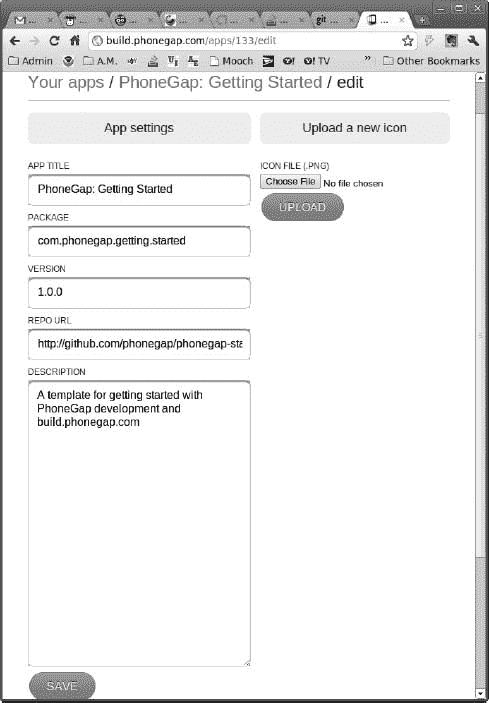 M ...
...
...
...
...
...
git ...
...
build.phonegap.com/apps/133/edit
Admin A.M. Mooch Y! Y! TV » Other Bookmarks
Your apps / PhoneGap: Getting Started / edit
App settings
Upload a new icon
APP TITLE
PhoneGap: Getting Started
PACKAGE
com.phonegap.getting.started
VERSION
1.0.0
REPO URL
http://github.com/phonegap/phonegap-sta
DESCRIPTION
A template for getting started with
PhoneGap development and
build.phonegap.com
SAVE
ICON FILE (.PNG)
Choose File No file chosen
UPLOAD